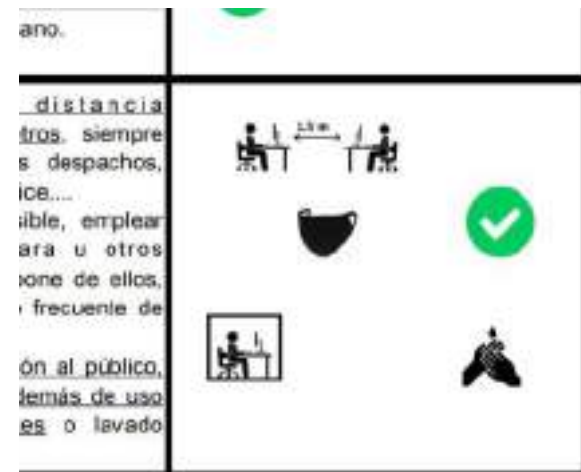 ano.
distancia
tros, siempre
s despachos,
ice....
sible, emplear
ara u otros
pone de ellos,
frecuente de
ón al público,
demás de uso
es o lavado
1,5 m